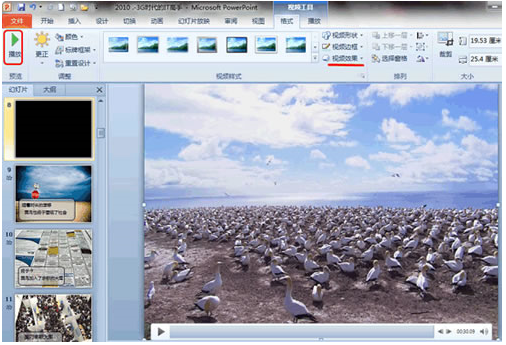 2010 .-3G时代的IT高手 - Microsoft PowerPoint
视频工具
文件 开始 插入 设计 切换 动画 幻灯片放映 审阅 视图 格式 播放
播放
更正
颜色
标牌框架
重置设计
视频形状
视频边框
视频效果
上移一层
下移一层
选择窗格
裁剪
19.53 厘米
25.4 厘米
预览 调整 视频样式 排列 大小
幻灯片 大纲
8
9
10
11
00:00.09